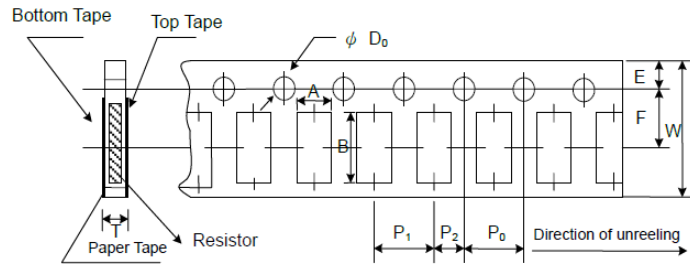 Bottom Tape
Top Tape
ϕ D₀
E
A
F
W
B
T
P₁
P₂
P₀
Direction of unreeling
Paper Tape
Resistor